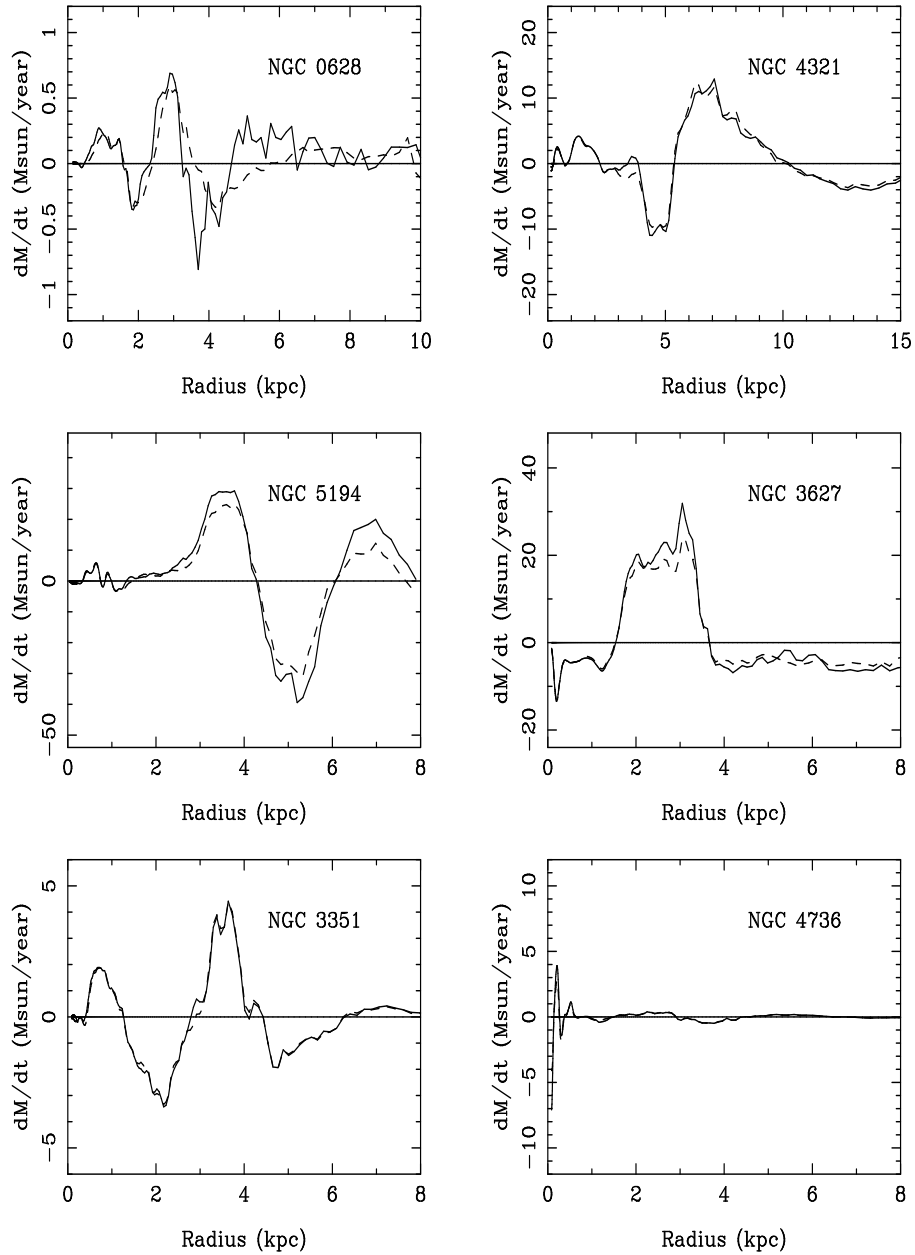 dM/dt (Msun/year)
1
0.5
0
−0.5
−1
NGC 0628
0 2 4 6 8 10
Radius (kpc)
dM/dt (Msun/year)
20
10
0
−10
−20
NGC 4321
0 5 10 15
Radius (kpc)
dM/dt (Msun/year)
0
−50
NGC 5194
0 2 4 6 8
Radius (kpc)
dM/dt (Msun/year)
40
20
0
−20
NGC 3627
0 2 4 6 8
Radius (kpc)
dM/dt (Msun/year)
5
0
−5
NGC 3351
0 2 4 6 8
Radius (kpc)
dM/dt (Msun/year)
10
5
0
−5
−10
NGC 4736
0 2 4 6 8
Radius (kpc)